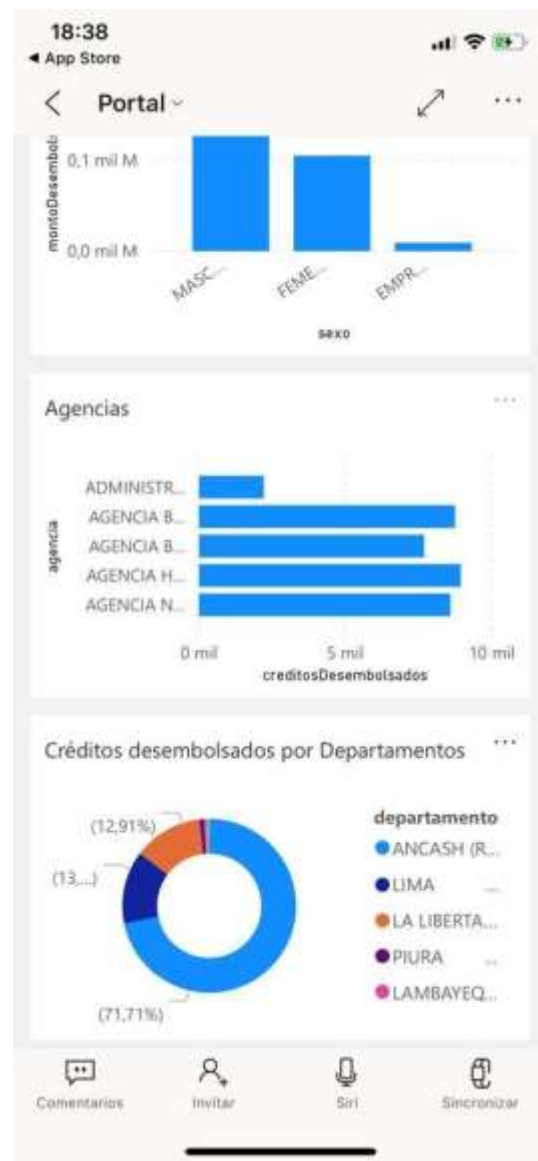 18:38
◀ App Store
Portal
montoDesembol
0,1 mil M
0,0 mil M
MASC...
FEME...
EMPR...
sexo
Agencias
agencia
ADMINISTR...
AGENCIA B...
AGENCIA B...
AGENCIA H...
AGENCIA N...
0 mil
5 mil
10 mil
creditosDesembolsados
Créditos desembolsados por Departamentos
(12,91%)
(13,...)
(71,71%)
departamento
ANCASH (R...
LIMA ...
LA LIBERTA...
PIURA ...
LAMBAYEQ...
Comentarios
Invitar
Siri
Sincronizar